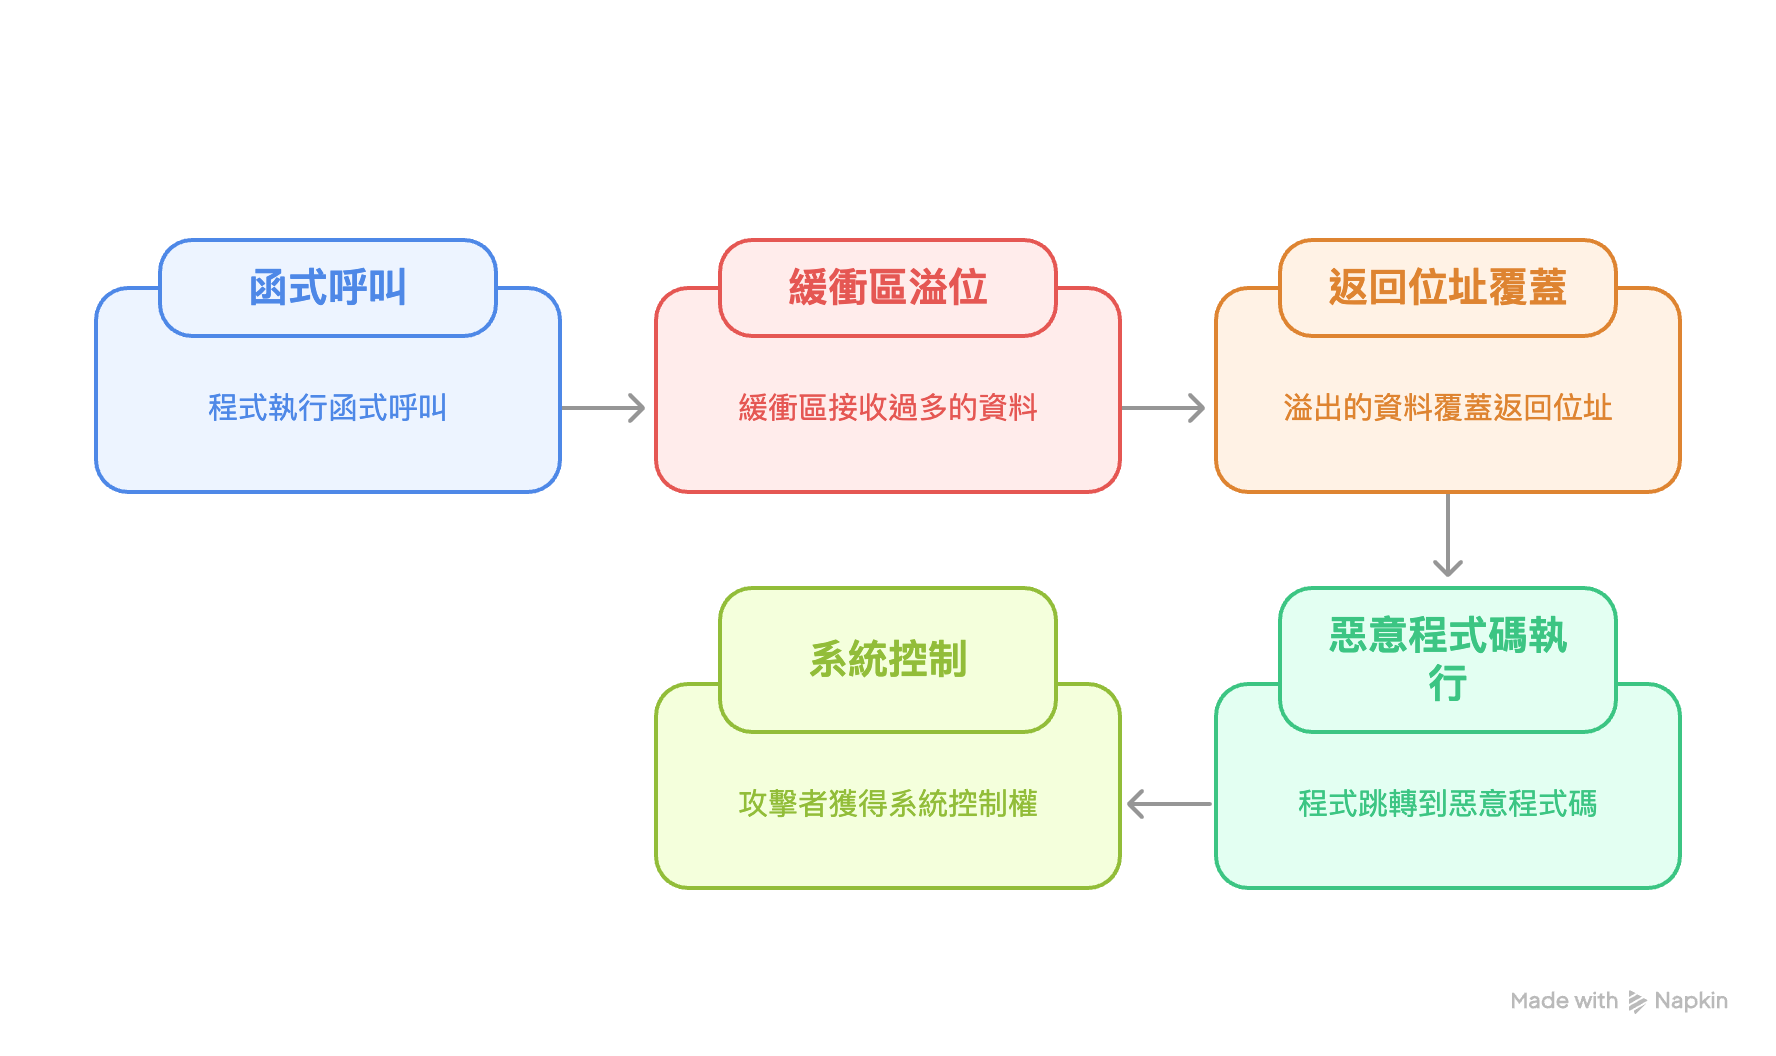 函式呼叫
程式執行函式呼叫
緩衝區溢位
緩衝區接收過多的資料
返回位址覆蓋
溢出的資料覆蓋返回位址
惡意程式碼執
行
程式跳轉到惡意程式碼
系統控制
攻擊者獲得系統控制權
Made with Napkin